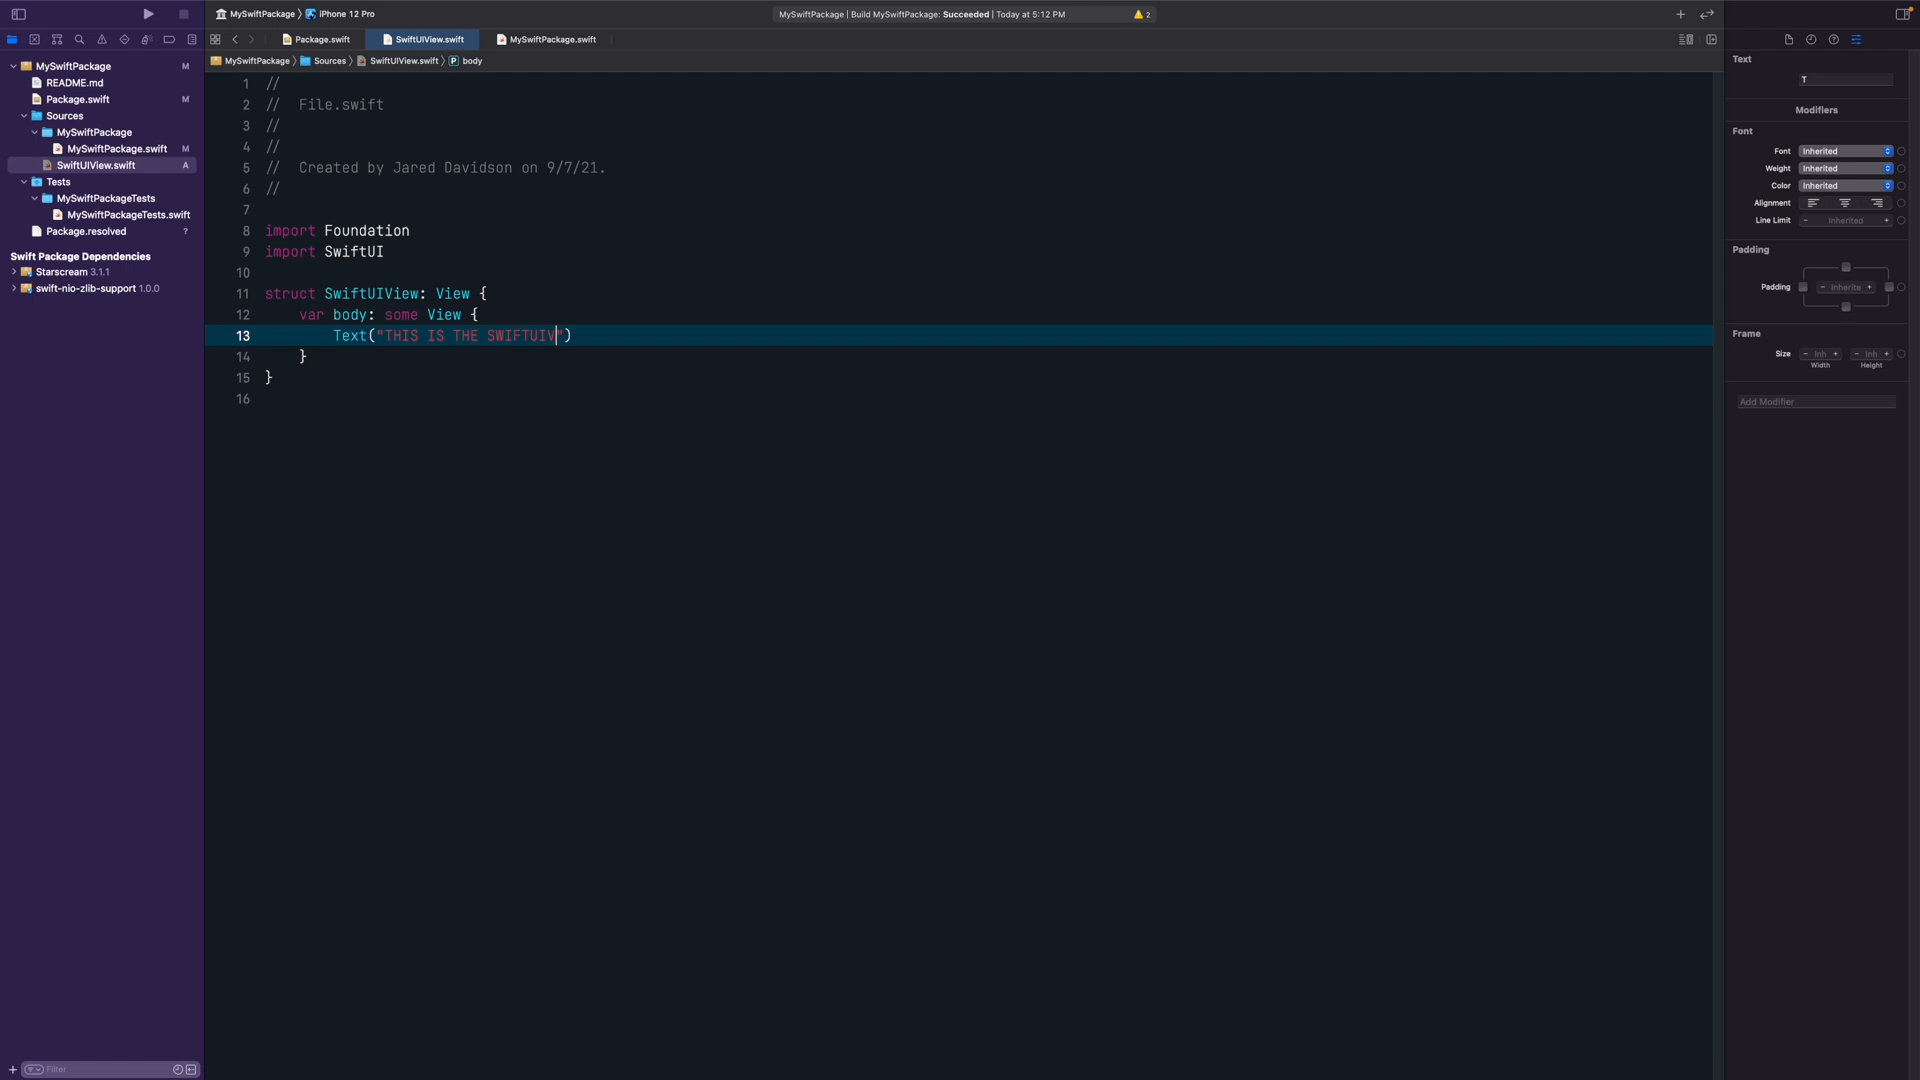 MySwiftPackage 〉 iPhone 12 Pro
MySwiftPackage | Build MySwiftPackage: Succeeded | Today at 5:12 PM
2
Package.swift
SwiftUIView.swift
MySwiftPackage.swift
MySwiftPackage 〉 Sources 〉 SwiftUIView.swift 〉 P body
MySwiftPackage M
README.md
Package.swift M
Sources
MySwiftPackage
MySwiftPackage.swift M
SwiftUIView.swift A
Tests
MySwiftPackageTests
MySwiftPackageTests.swift
Package.resolved ?
Swift Package Dependencies
Starscream 3.1.1
swift-nio-zlib-support 1.0.0
Filter
1 //
2 //  File.swift
3 //
4 //
5 //  Created by Jared Davidson on 9/7/21.
6 //
7
8 import Foundation
9 import SwiftUI
10
11 struct SwiftUIView: View {
12     var body: some View {
13         Text("THIS IS THE SWIFTUIV")
14     }
15 }
16
Text
T
Modifiers
Font
Font Inherited
Weight Inherited
Color Inherited
Alignment
Line Limit − Inherited +
Padding
Padding − Inherite +
Frame
Size − Inh + − Inh +
Width Height
Add Modifier